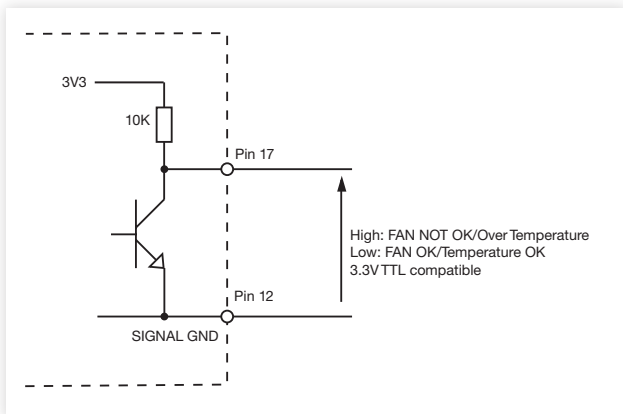 3V3
10K
Pin 17
High: FAN NOT OK/Over Temperature
Low: FAN OK/Temperature OK
3.3V TTL compatible
Pin 12
SIGNAL GND